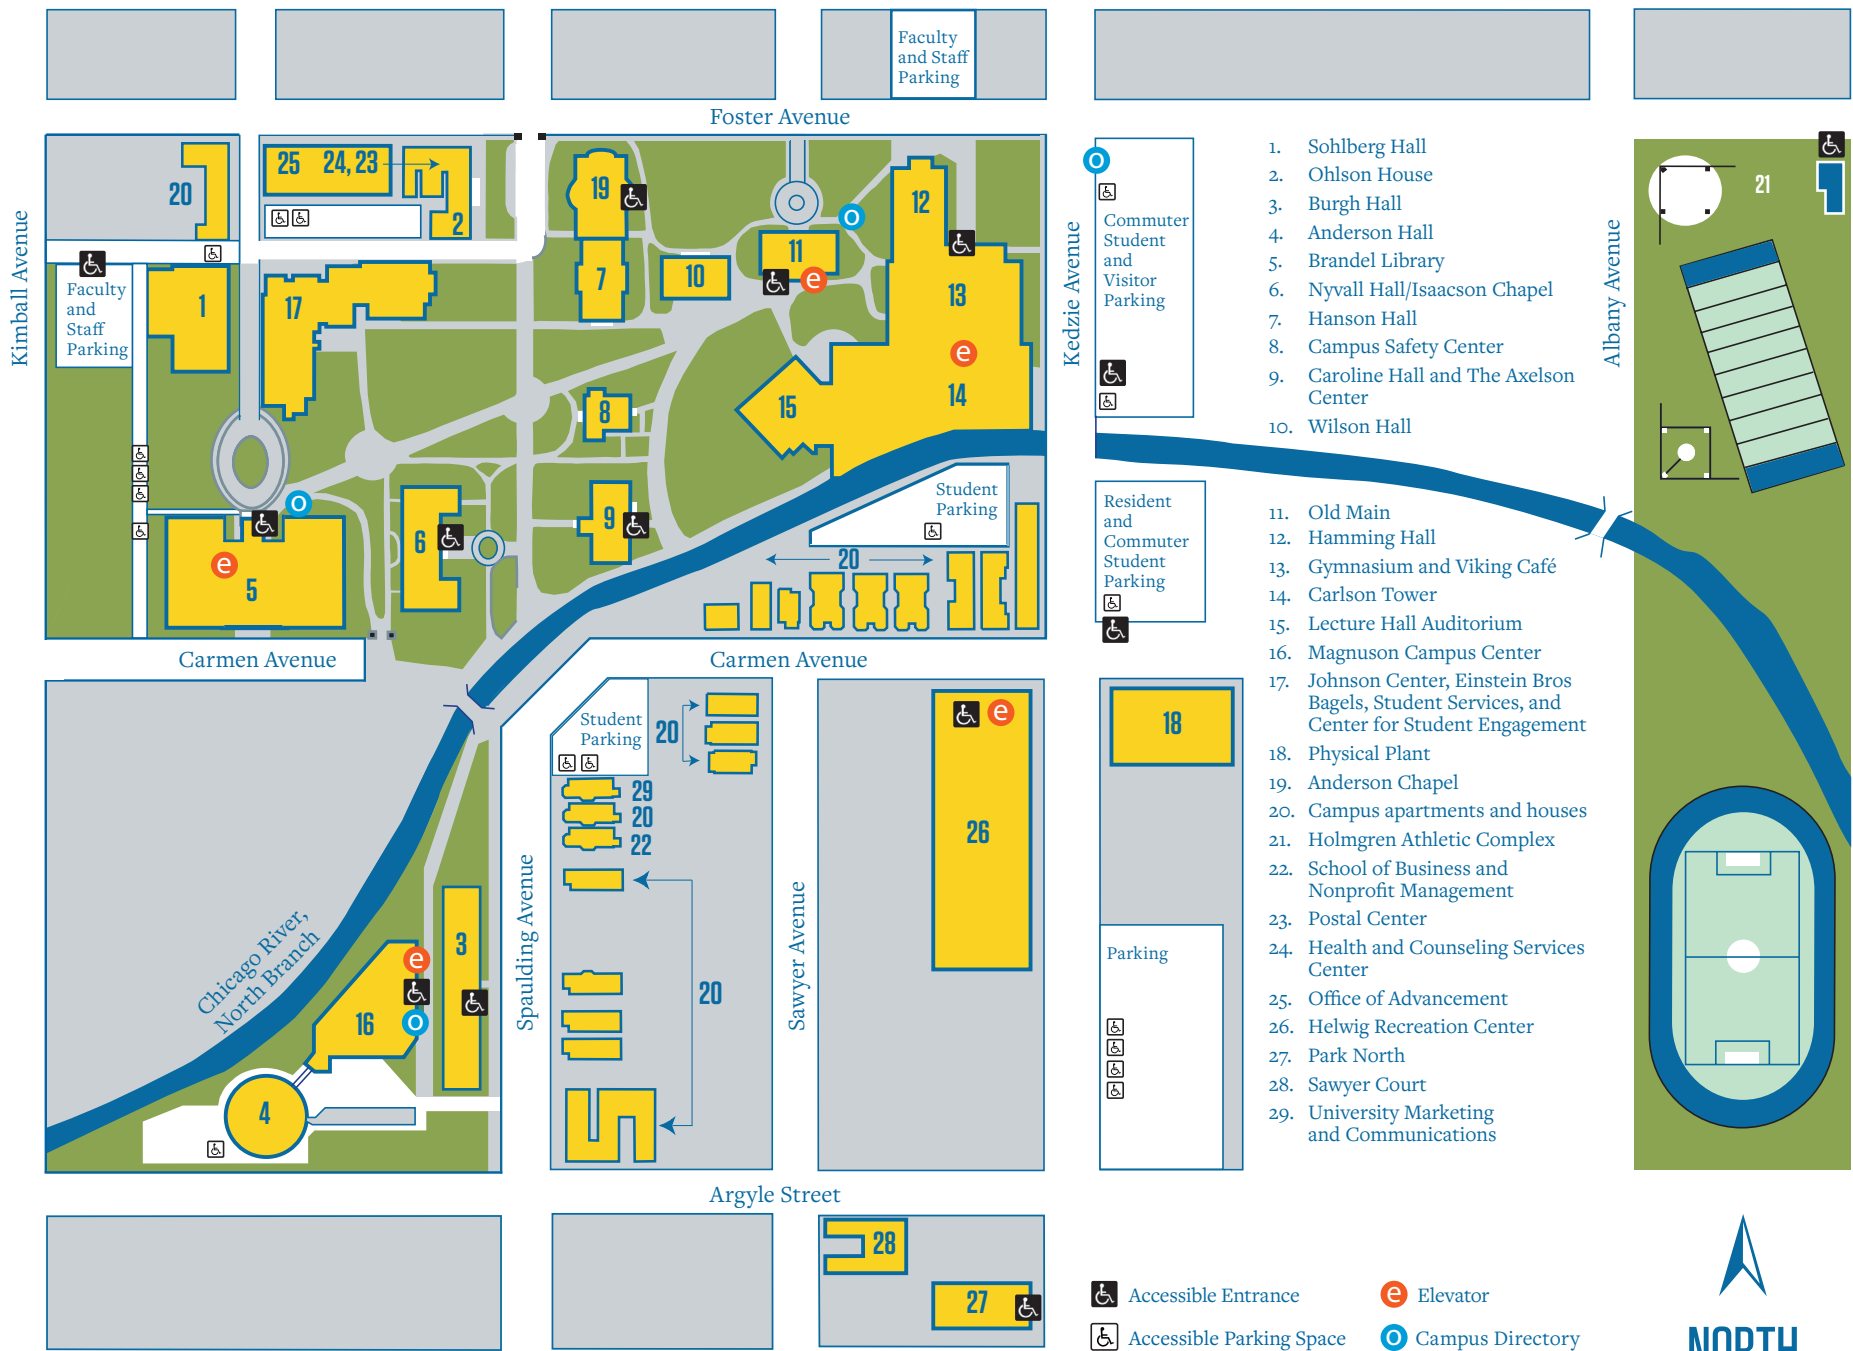 Faculty
and Staff
Parking
Foster Avenue
Kimball Avenue
20
25
24, 23
2
19
7
10
11
12
13
14
15
o
Faculty
and
Staff
Parking
1
17
8
9
6
5
e
o
e
e
o
Kedzie Avenue
Commuter
Student
and
Visitor
Parking
Student
Parking
20
Resident
and
Commuter
Student
Parking
Carmen Avenue
Carmen Avenue
Student
Parking
20
29
20
22
20
e
26
18
Parking
Spaulding Avenue
Sawyer Avenue
Chicago River,
North Branch
e
o
16
3
4
Argyle Street
28
27
1. Sohlberg Hall
2. Ohlson House
3. Burgh Hall
4. Anderson Hall
5. Brandel Library
6. Nyvall Hall/Isaacson Chapel
7. Hanson Hall
8. Campus Safety Center
9. Caroline Hall and The Axelson
Center
10. Wilson Hall
11. Old Main
12. Hamming Hall
13. Gymnasium and Viking Café
14. Carlson Tower
15. Lecture Hall Auditorium
16. Magnuson Campus Center
17. Johnson Center, Einstein Bros
Bagels, Student Services, and
Center for Student Engagement
18. Physical Plant
19. Anderson Chapel
20. Campus apartments and houses
21. Holmgren Athletic Complex
22. School of Business and
Nonprofit Management
23. Postal Center
24. Health and Counseling Services
Center
25. Office of Advancement
26. Helwig Recreation Center
27. Park North
28. Sawyer Court
29. University Marketing
and Communications
Albany Avenue
21
Accessible Entrance
e Elevator
Accessible Parking Space
o Campus Directory
NORTH